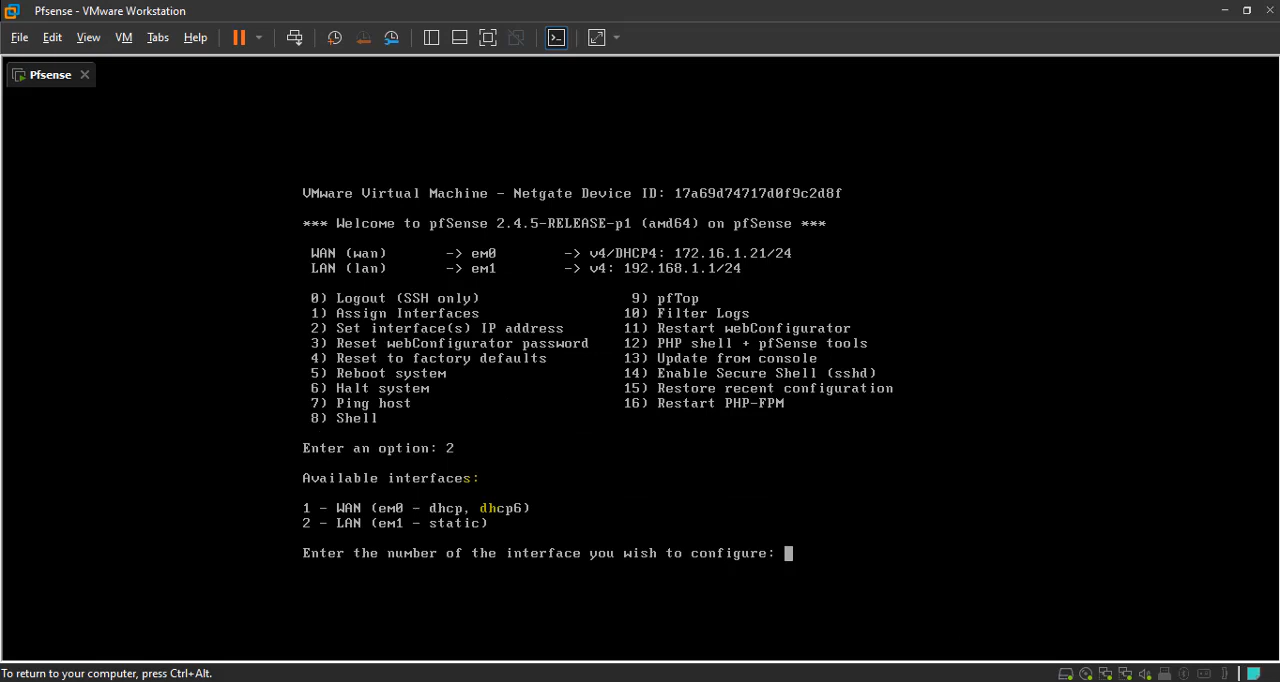 Pfsense - VMware Workstation
File Edit View VM Tabs Help
Pfsense
VMware Virtual Machine - Netgate Device ID: 17a69d74717d0f9c2d8f
*** Welcome to pfSense 2.4.5-RELEASE-p1 (amd64) on pfSense ***
WAN (wan) -> em0 -> v4/DHCP4: 172.16.1.21/24
LAN (lan) -> em1 -> v4: 192.168.1.1/24
0) Logout (SSH only) 9) pfTop
1) Assign Interfaces 10) Filter Logs
2) Set interface(s) IP address 11) Restart webConfigurator
3) Reset webConfigurator password 12) PHP shell + pfSense tools
4) Reset to factory defaults 13) Update from console
5) Reboot system 14) Enable Secure Shell (sshd)
6) Halt system 15) Restore recent configuration
7) Ping host 16) Restart PHP-FPM
8) Shell
Enter an option: 2
Available interfaces:
1 - WAN (em0 - dhcp, dhcp6)
2 - LAN (em1 - static)
Enter the number of the interface you wish to configure:
To return to your computer, press Ctrl+Alt.